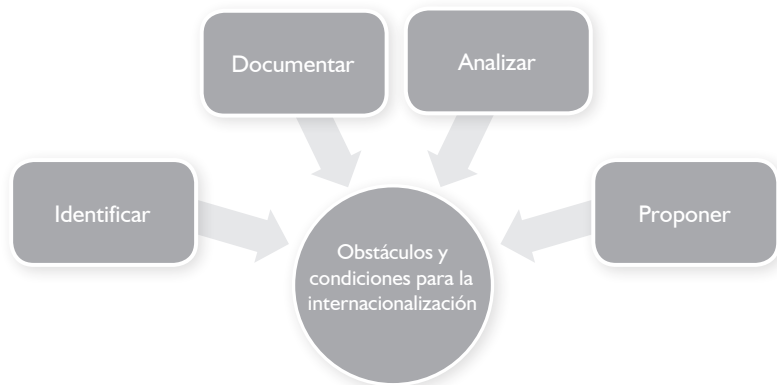 Documentar
Analizar
Identificar
Proponer
Obstáculos y
condiciones para la
internacionalización